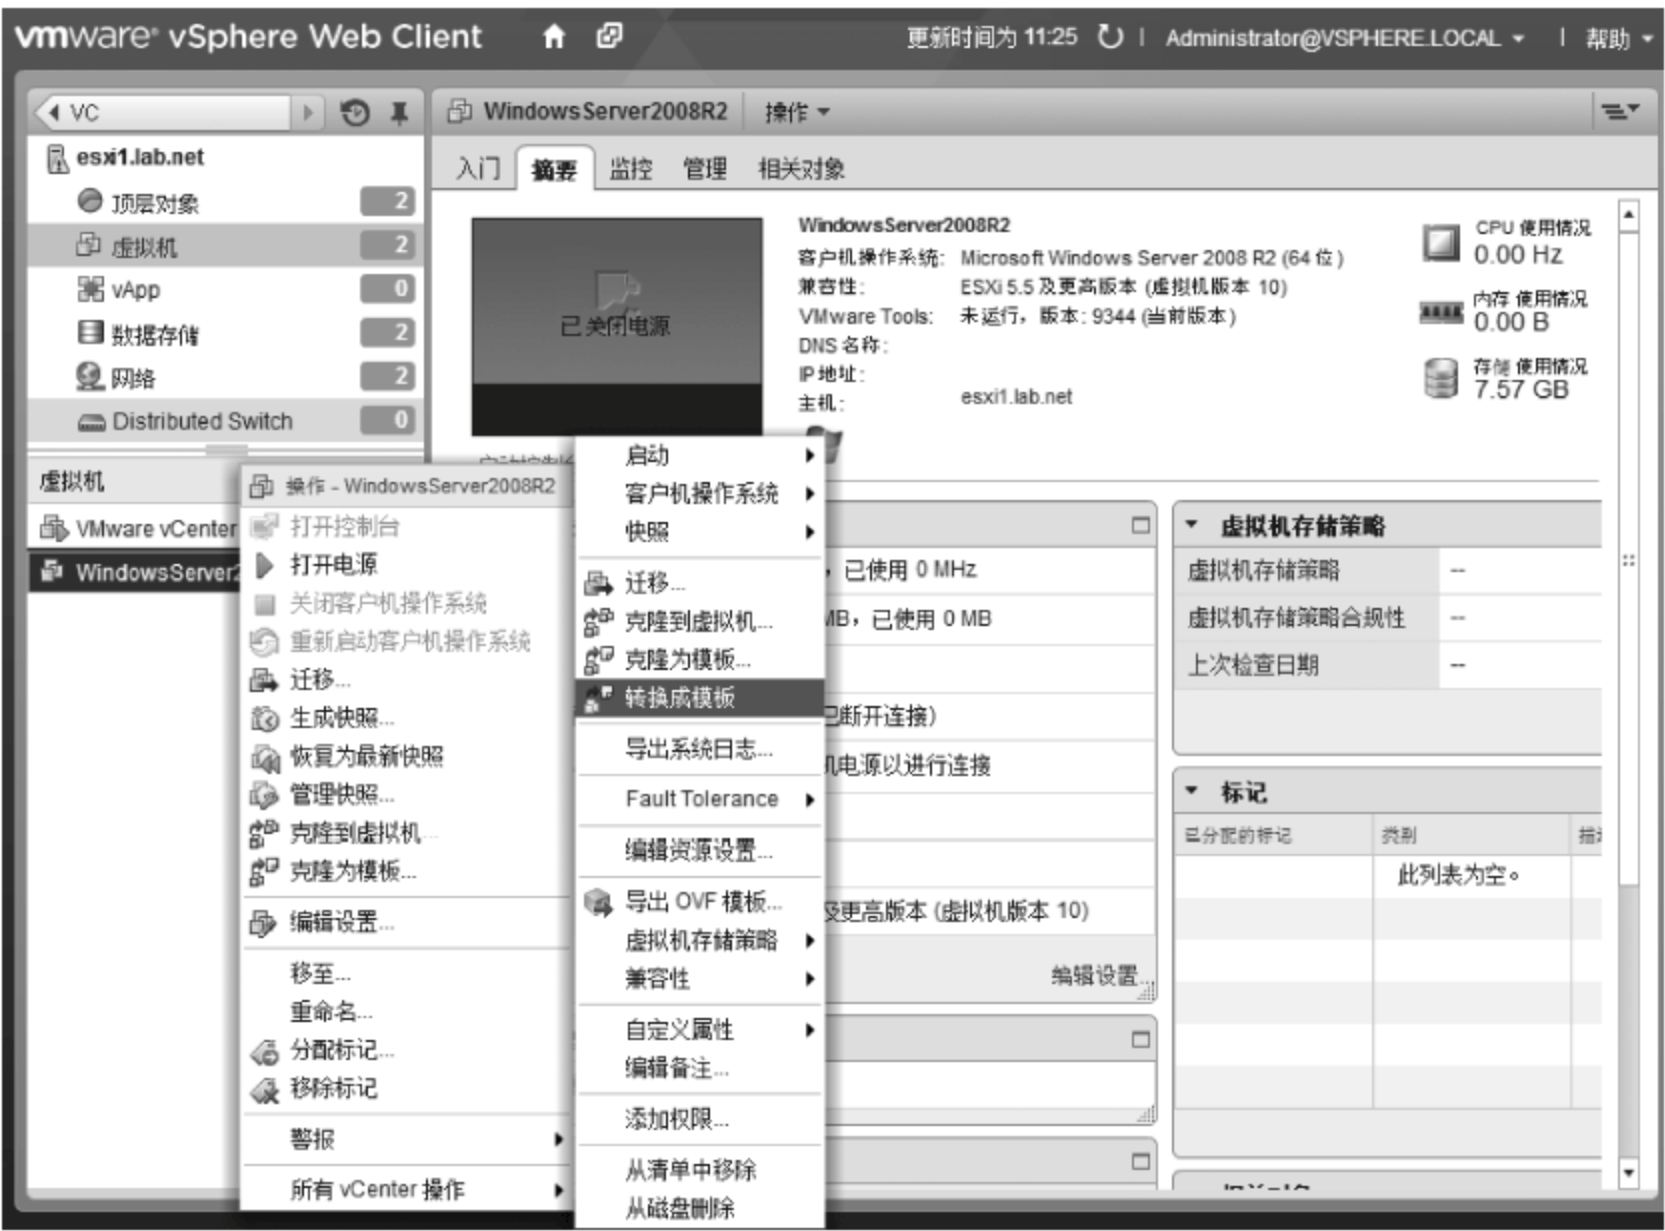 vmware® vSphere Web Client 更新时间为 11:25 | Administrator@VSPHERE.LOCAL | 帮助
VC
WindowsServer2008R2 操作
esxi1.lab.net
顶层对象 2
虚拟机 2
vApp 0
数据存储 2
网络 2
Distributed Switch 0
虚拟机
VMware vCenter
WindowsServer2
入门 摘要 监控 管理 相关对象
已关闭电源
WindowsServer2008R2
客户机操作系统: Microsoft Windows Server 2008 R2 (64 位)
兼容性: ESXi 5.5 及更高版本 (虚拟机版本 10)
VMware Tools: 未运行，版本: 9344 (当前版本)
DNS 名称:
IP 地址:
主机: esxi1.lab.net
CPU 使用情况
0.00 Hz
内存 使用情况
0.00 B
存储 使用情况
7.57 GB
操作 - WindowsServer2008R2
打开控制台
打开电源
关闭客户机操作系统
重新启动客户机操作系统
迁移...
生成快照...
恢复为最新快照
管理快照...
克隆到虚拟机...
克隆为模板...
编辑设置...
移至...
重命名...
分配标记...
移除标记
警报
所有 vCenter 操作
启动
客户机操作系统
快照
迁移...
克隆到虚拟机...
克隆为模板...
转换成模板
导出系统日志...
Fault Tolerance
编辑资源设置...
导出 OVF 模板...
虚拟机存储策略
兼容性
自定义属性
编辑备注...
添加权限...
从清单中移除
从磁盘删除
，已使用 0 MHz
MB，已使用 0 MB
已断开连接)
机电源以进行连接
及更高版本 (虚拟机版本 10)
编辑设置...
虚拟机存储策略
虚拟机存储策略 --
虚拟机存储策略合规性 --
上次检查日期 --
标记
已分配的标记 类别
此列表为空。